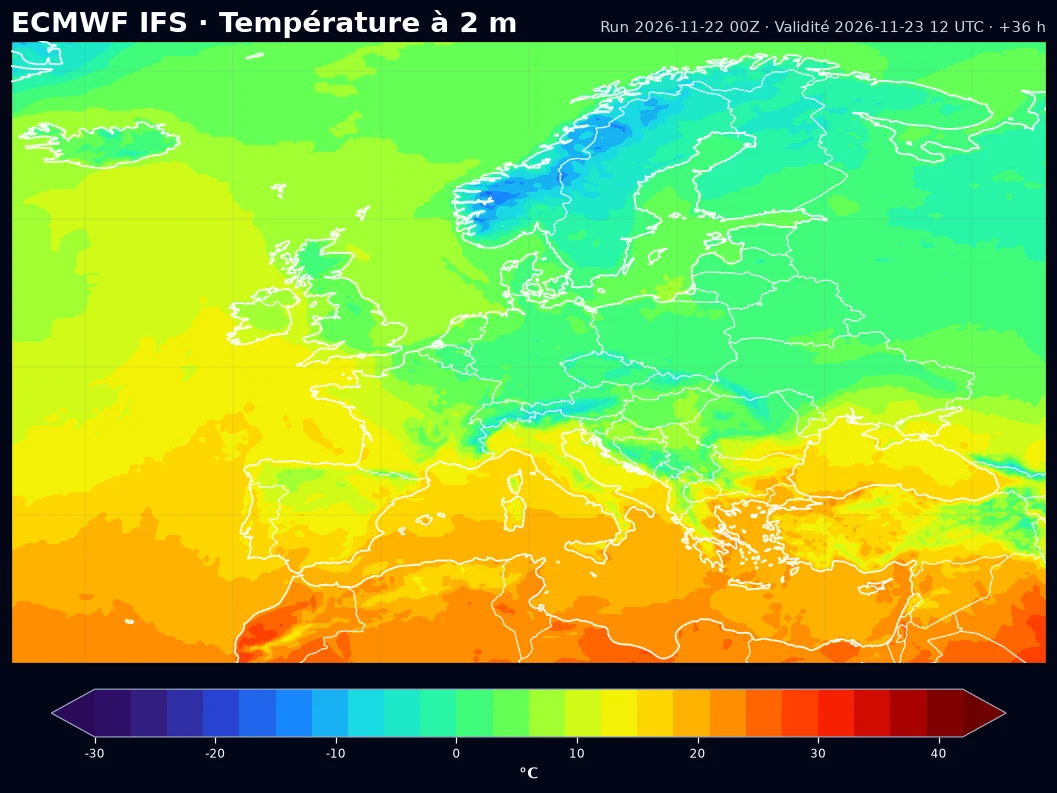 ECMWF IFS · Température à 2 m
Run 2026-11-22 00Z · Validité 2026-11-23 12 UTC · +36 h
-30 -20 -10 0 10 20 30 40
°C